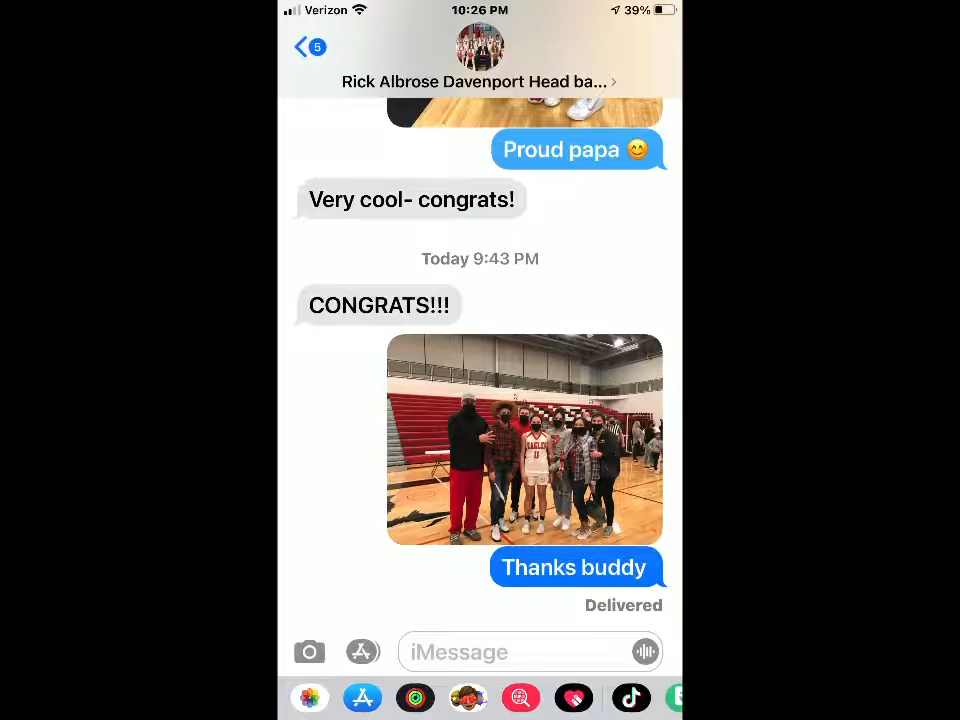 Verizon 10:26 PM 39%
5
Rick Albrose Davenport Head ba...
Proud papa 😊
Very cool- congrats!
Today 9:43 PM
CONGRATS!!!
EAGLES
11
Thanks buddy
Delivered
iMessage